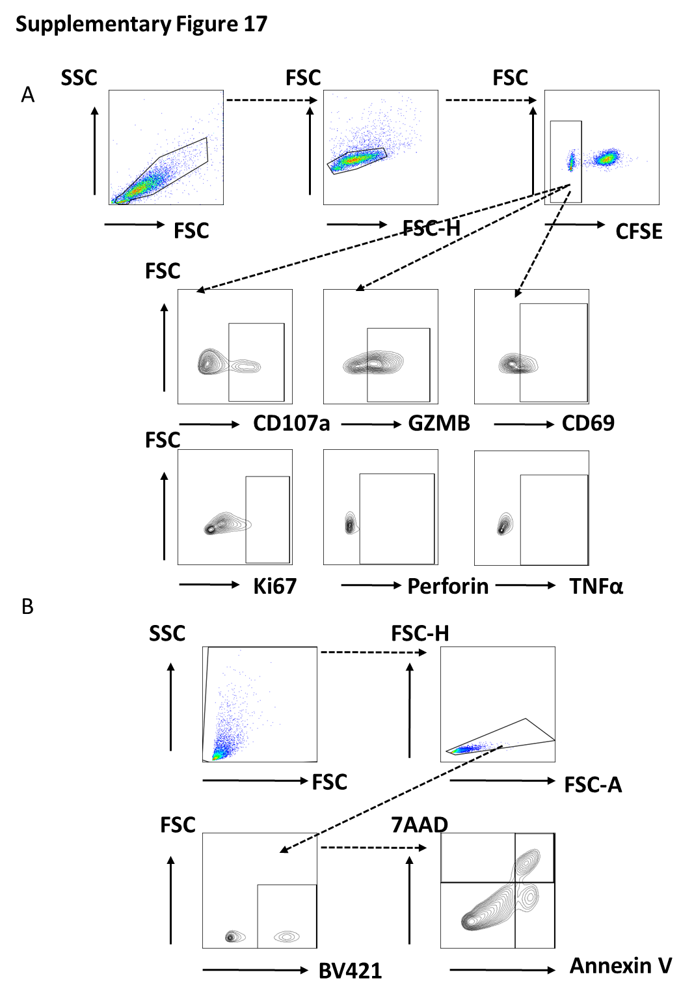 Supplementary Figure 17
A
SSC
FSC
FSC
FSC
FSC-H
CFSE
FSC
CD107a
GZMB
CD69
FSC
Ki67
Perforin
TNFα
B
SSC
FSC-H
FSC
FSC-A
FSC
7AAD
BV421
Annexin V